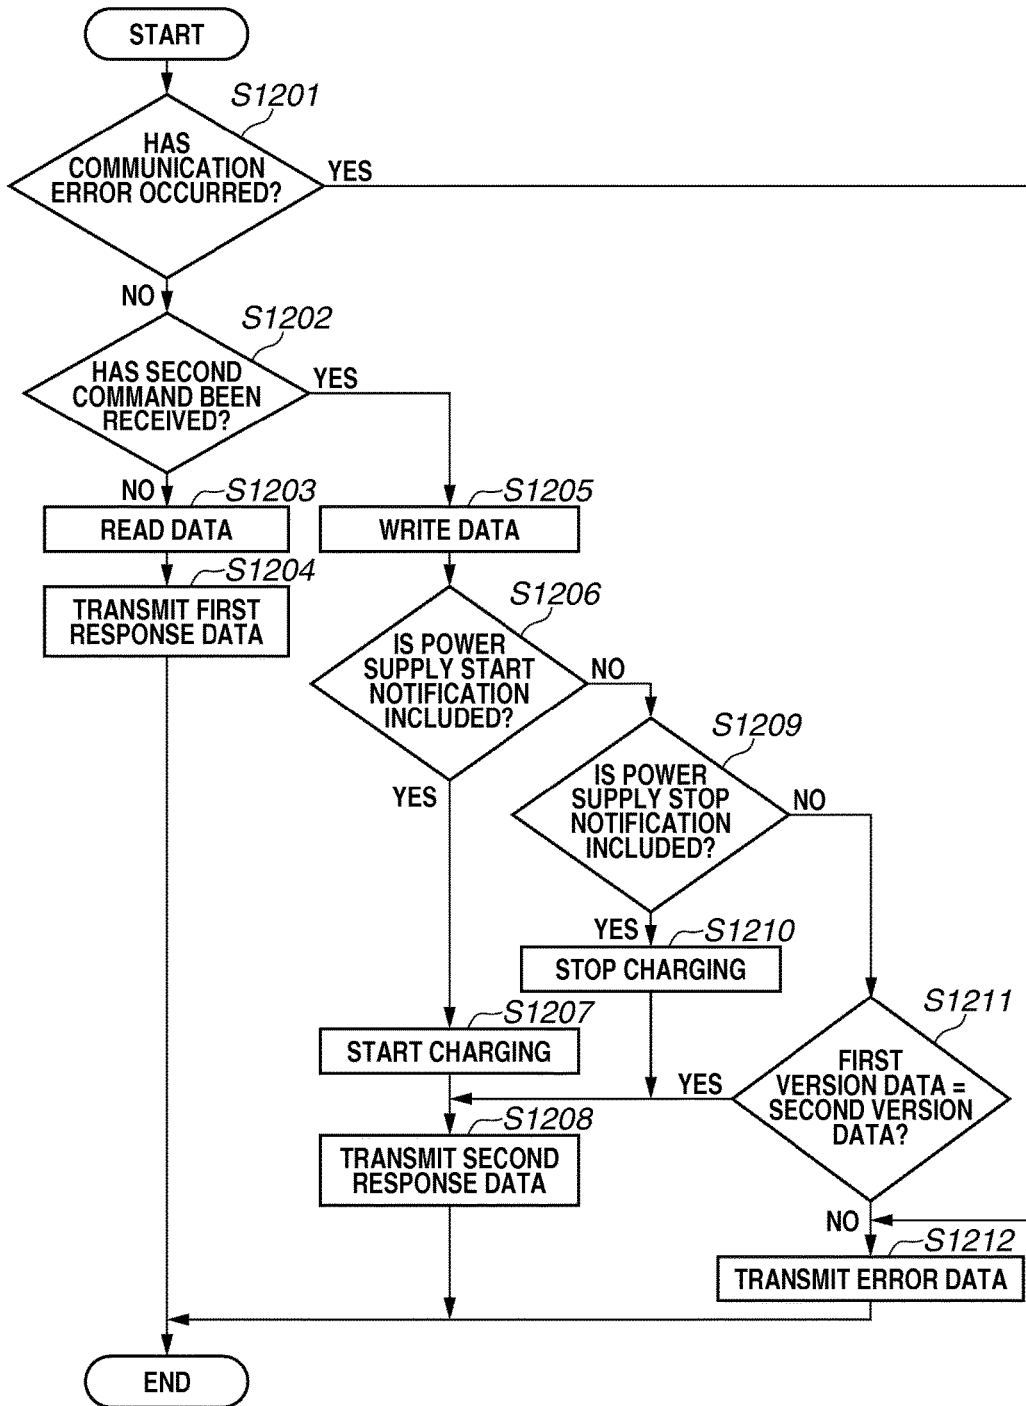 START
S1201
HAS
COMMUNICATION
ERROR OCCURRED?
YES
NO
S1202
HAS SECOND
COMMAND BEEN
RECEIVED?
YES
NO
S1203
READ DATA
S1205
WRITE DATA
S1204
TRANSMIT FIRST
RESPONSE DATA
S1206
IS POWER
SUPPLY START
NOTIFICATION
INCLUDED?
NO
YES
S1209
IS POWER
SUPPLY STOP
NOTIFICATION
INCLUDED?
NO
YES
S1210
STOP CHARGING
S1207
START CHARGING
S1211
FIRST
VERSION DATA =
SECOND VERSION
DATA?
YES
S1208
TRANSMIT SECOND
RESPONSE DATA
NO
S1212
TRANSMIT ERROR DATA
END